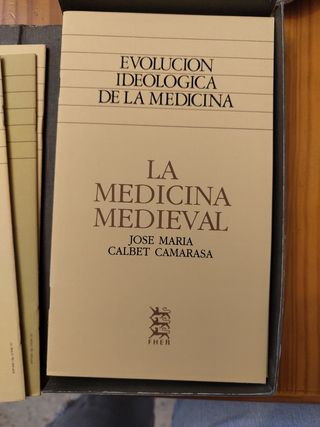 EVOLUCION
IDEOLOGICA
DE LA MEDICINA
LA
MEDICINA
MEDIEVAL
JOSE MARIA
CALBET CAMARASA
FHER